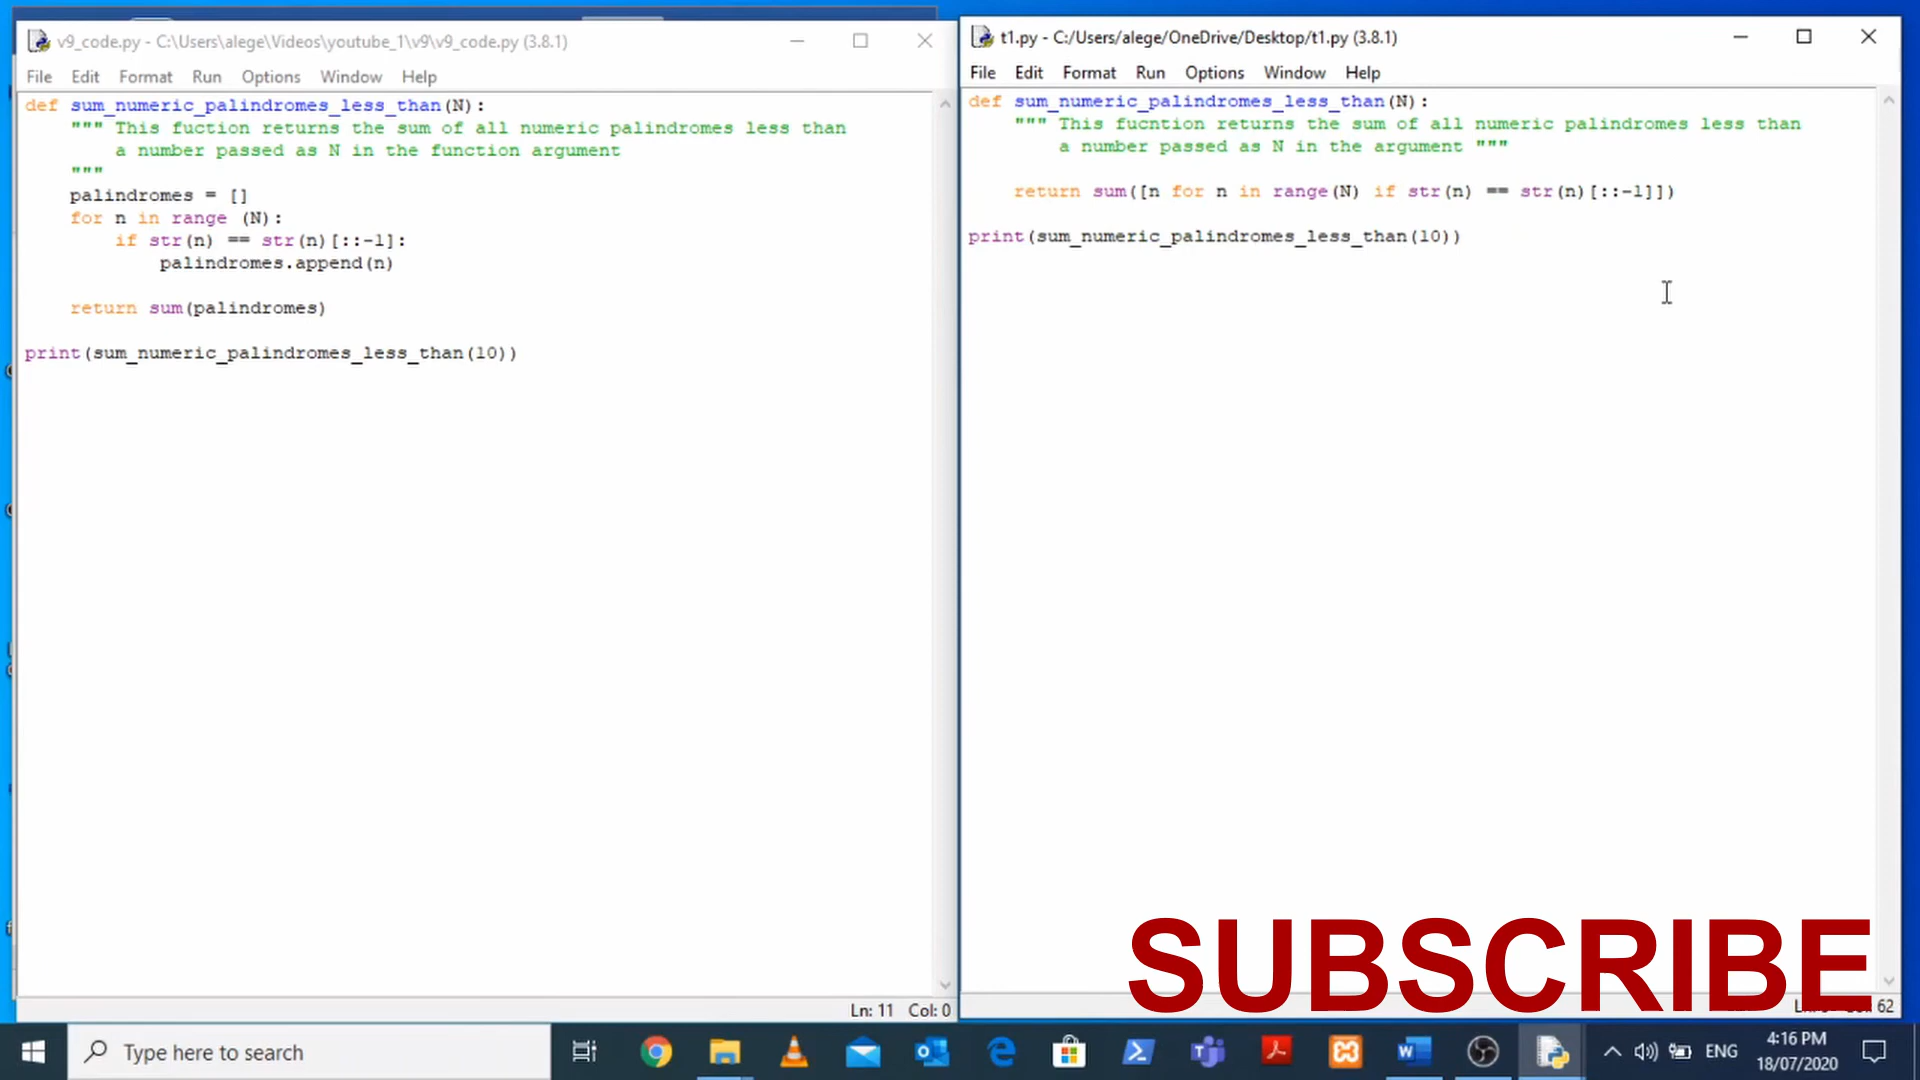 v9_code.py - C:\Users\alege\Videos\youtube_1\v9\v9_code.py (3.8.1)
File Edit Format Run Options Window Help
def sum_numeric_palindromes_less_than(N):
""" This fuction returns the sum of all numeric palindromes less than
a number passed as N in the function argument
"""
palindromes = []
for n in range (N):
if str(n) == str(n)[::-1]:
palindromes.append(n)
return sum(palindromes)
print(sum_numeric_palindromes_less_than(10))
Ln: 11 Col: 0
t1.py - C:/Users/alege/OneDrive/Desktop/t1.py (3.8.1)
File Edit Format Run Options Window Help
def sum_numeric_palindromes_less_than(N):
""" This fucntion returns the sum of all numeric palindromes less than
a number passed as N in the argument """
return sum([n for n in range(N) if str(n) == str(n)[::-1]])
print(sum_numeric_palindromes_less_than(10))
SUBSCRIBE
62
Type here to search
ENG
4:16 PM
18/07/2020